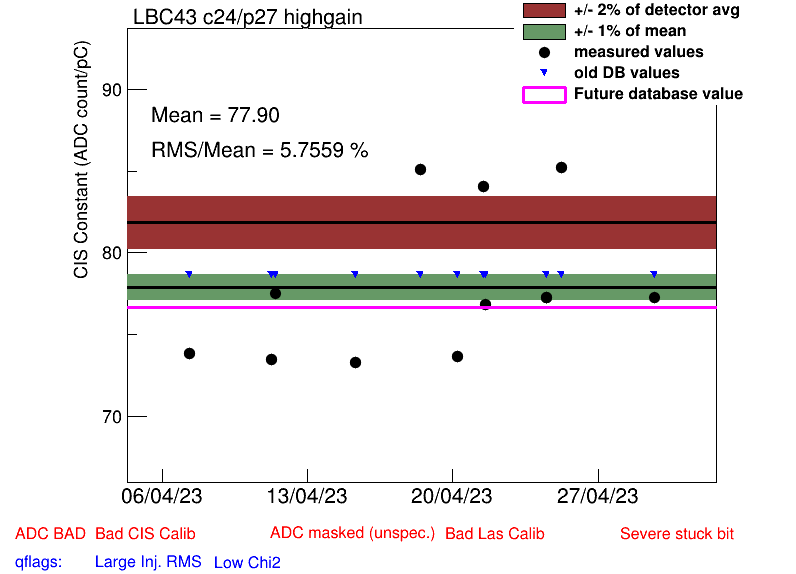 LBC43 c24/p27 highgain
+/- 2% of detector avg
+/- 1% of mean
measured values
old DB values
Future database value
CIS Constant (ADC count/pC)
90
80
70
Mean = 77.90
RMS/Mean = 5.7559 %
06/04/23 13/04/23 20/04/23 27/04/23
ADC BAD Bad CIS Calib ADC masked (unspec.) Bad Las Calib Severe stuck bit
qflags: Large Inj. RMS Low Chi2